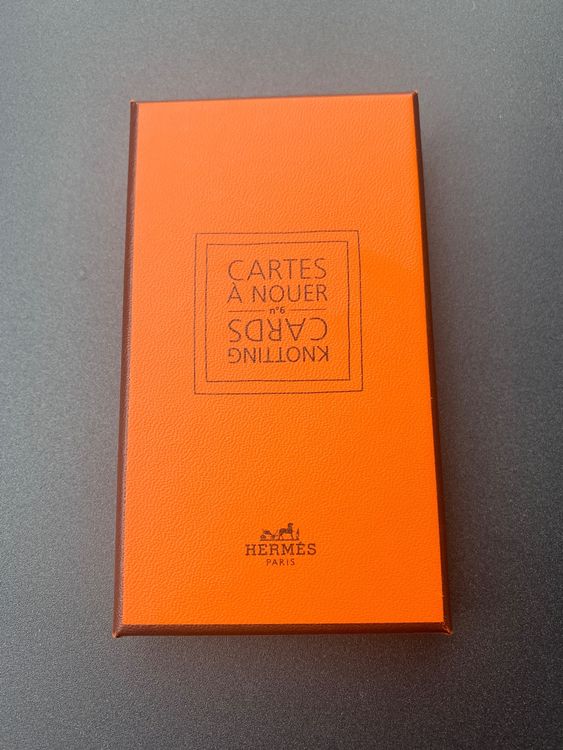 CARTES
À NOUER
n°6
KNOTTING
CARDS
HERMÈS
PARIS